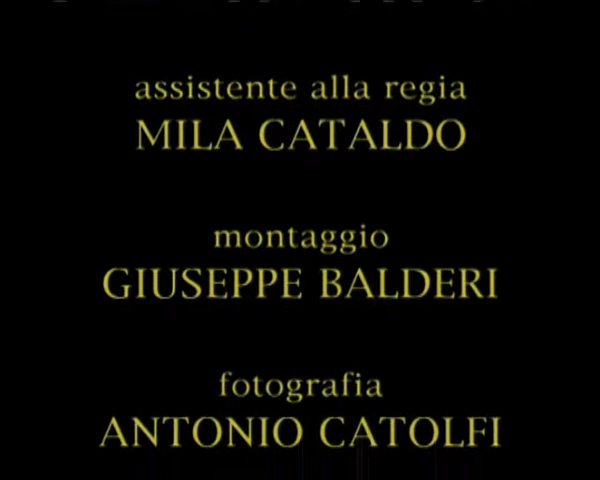 assistente alla regia
MILA CATALDO
montaggio
GIUSEPPE BALDERI
fotografia
ANTONIO CATOLFI